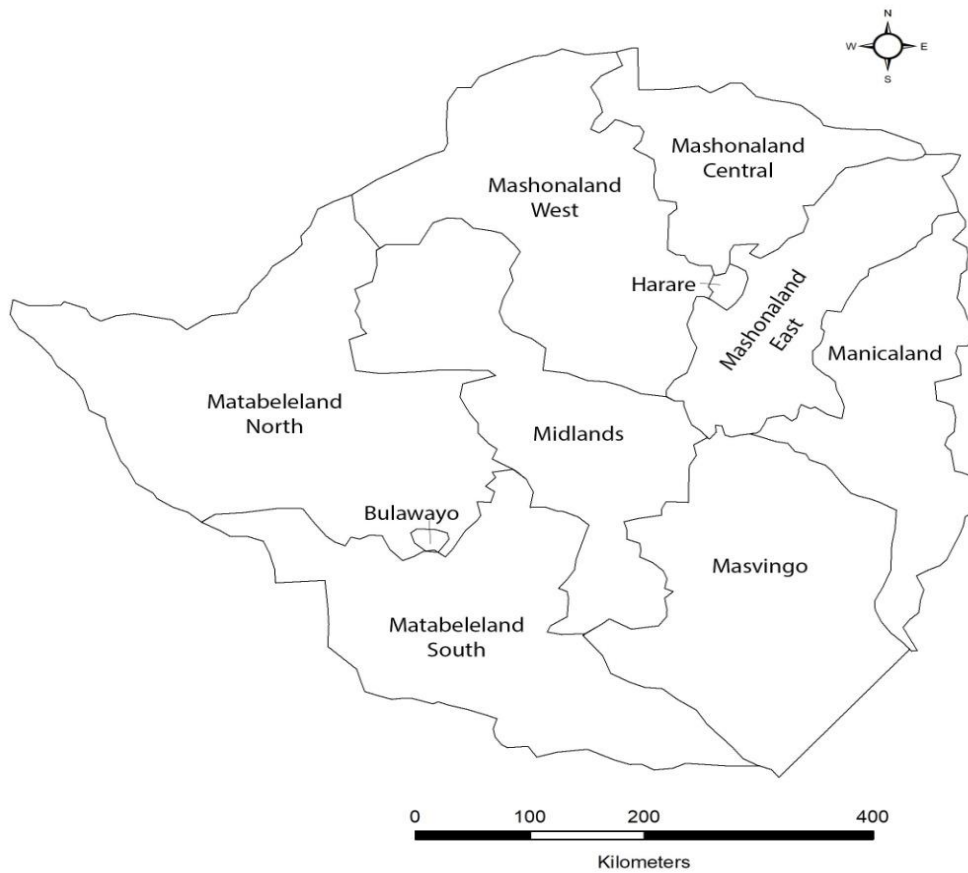 N
W E
S
Mashonaland
Central
Mashonaland
West
Harare
Mashonaland
East
Manicaland
Matabeleland
North
Midlands
Bulawayo
Masvingo
Matabeleland
South
0 100 200 400
Kilometers